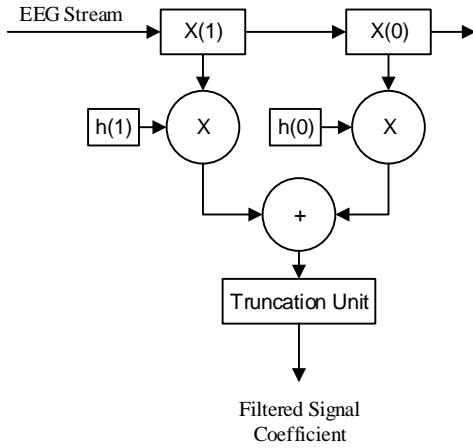 EEG Stream
X(1)
X(0)
h(1)
X
h(0)
X
+
Truncation Unit
Filtered Signal
Coefficient